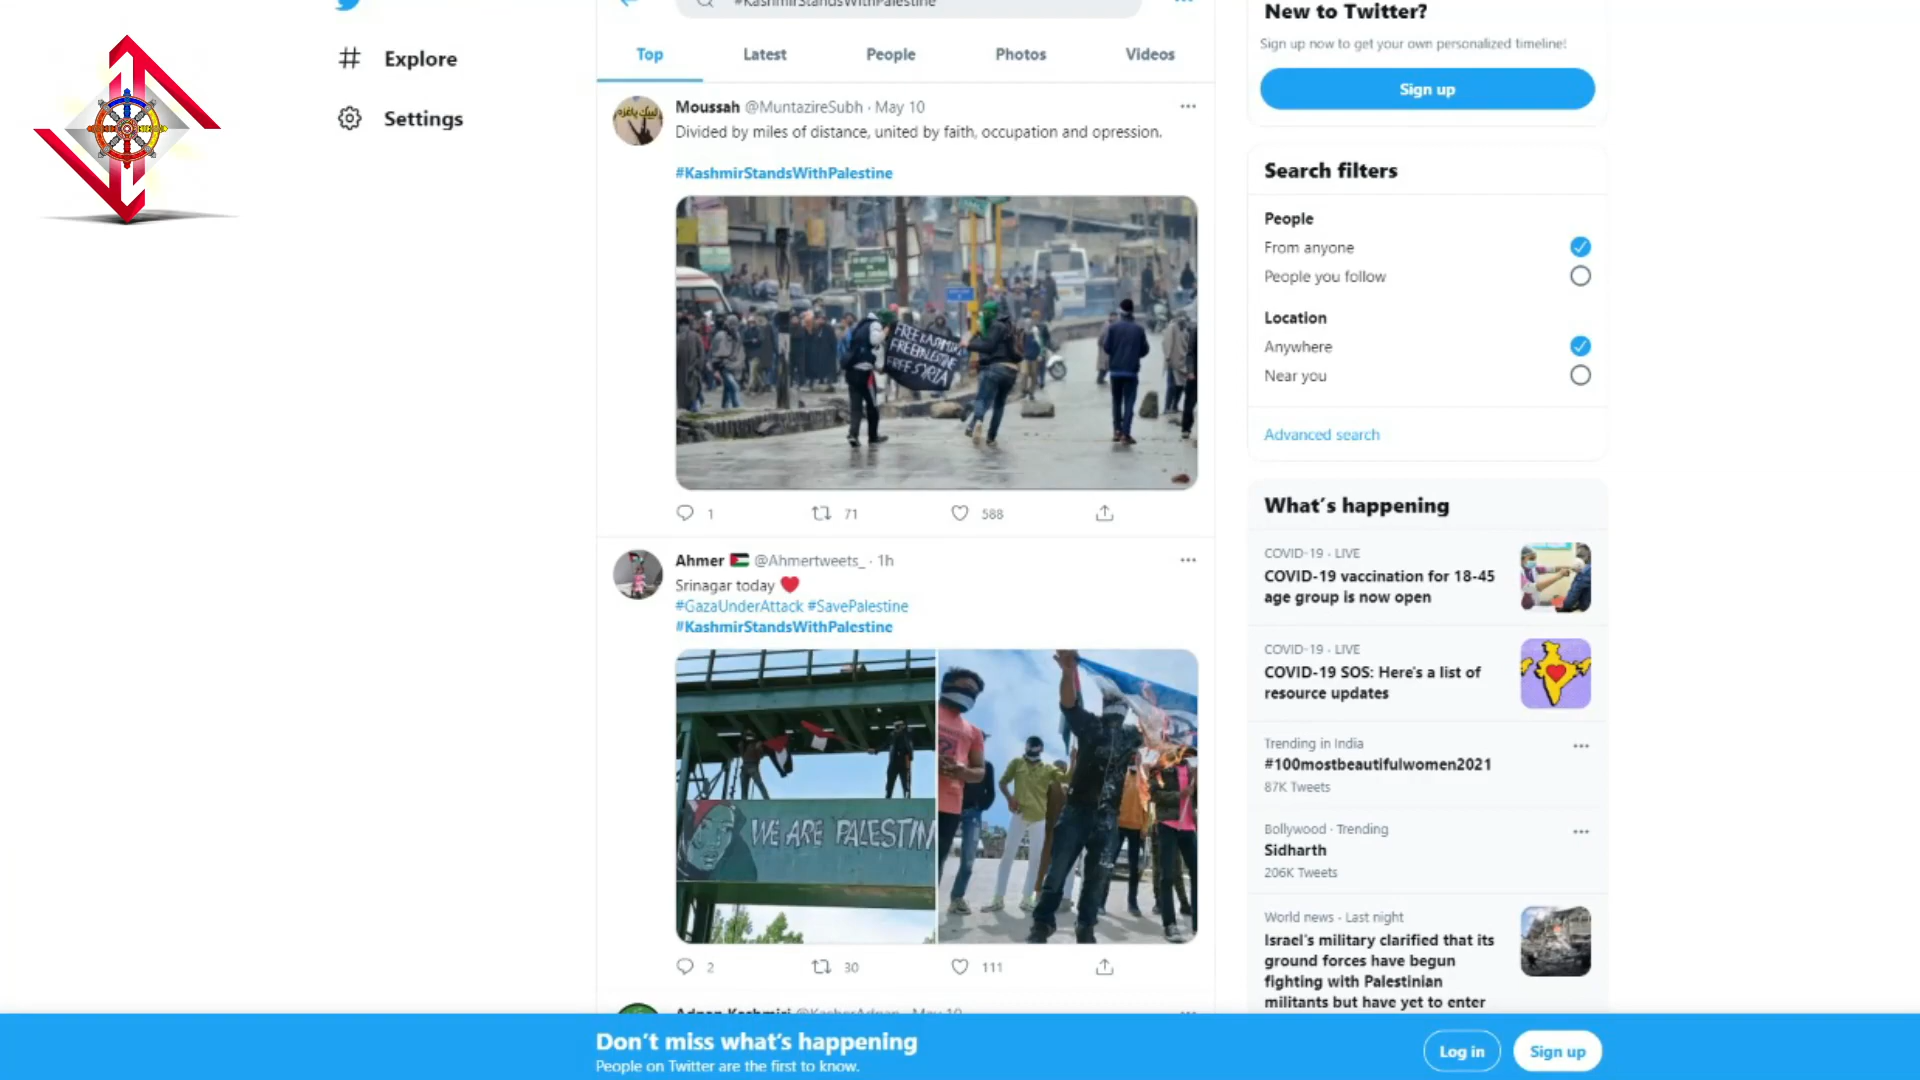 #KashmirStandsWithPalestine
New to Twitter?
Sign up now to get your own personalized timeline!
Sign up
Explore
Settings
Top
Latest
People
Photos
Videos
Moussah @MuntazireSubh · May 10
Divided by miles of distance, united by faith, occupation and opression.
#KashmirStandsWithPalestine
FREE KASHMIR
FREE PALESTINE
FREE SYRIA
1
71
588
Ahmer @Ahmertweets_ · 1h
Srinagar today
#GazaUnderAttack #SavePalestine
#KashmirStandsWithPalestine
WE ARE PALESTIN
2
30
111
Adnan Kashmiri @KasherAdnan · May 10
Search filters
People
From anyone
People you follow
Location
Anywhere
Near you
Advanced search
What's happening
COVID-19 · LIVE
COVID-19 vaccination for 18-45
age group is now open
COVID-19 · LIVE
COVID-19 SOS: Here's a list of
resource updates
Trending in India
#100mostbeautifulwomen2021
87K Tweets
Bollywood · Trending
Sidharth
206K Tweets
World news · Last night
Israel's military clarified that its
ground forces have begun
fighting with Palestinian
militants but have yet to enter
Don't miss what's happening
People on Twitter are the first to know.
Log in
Sign up